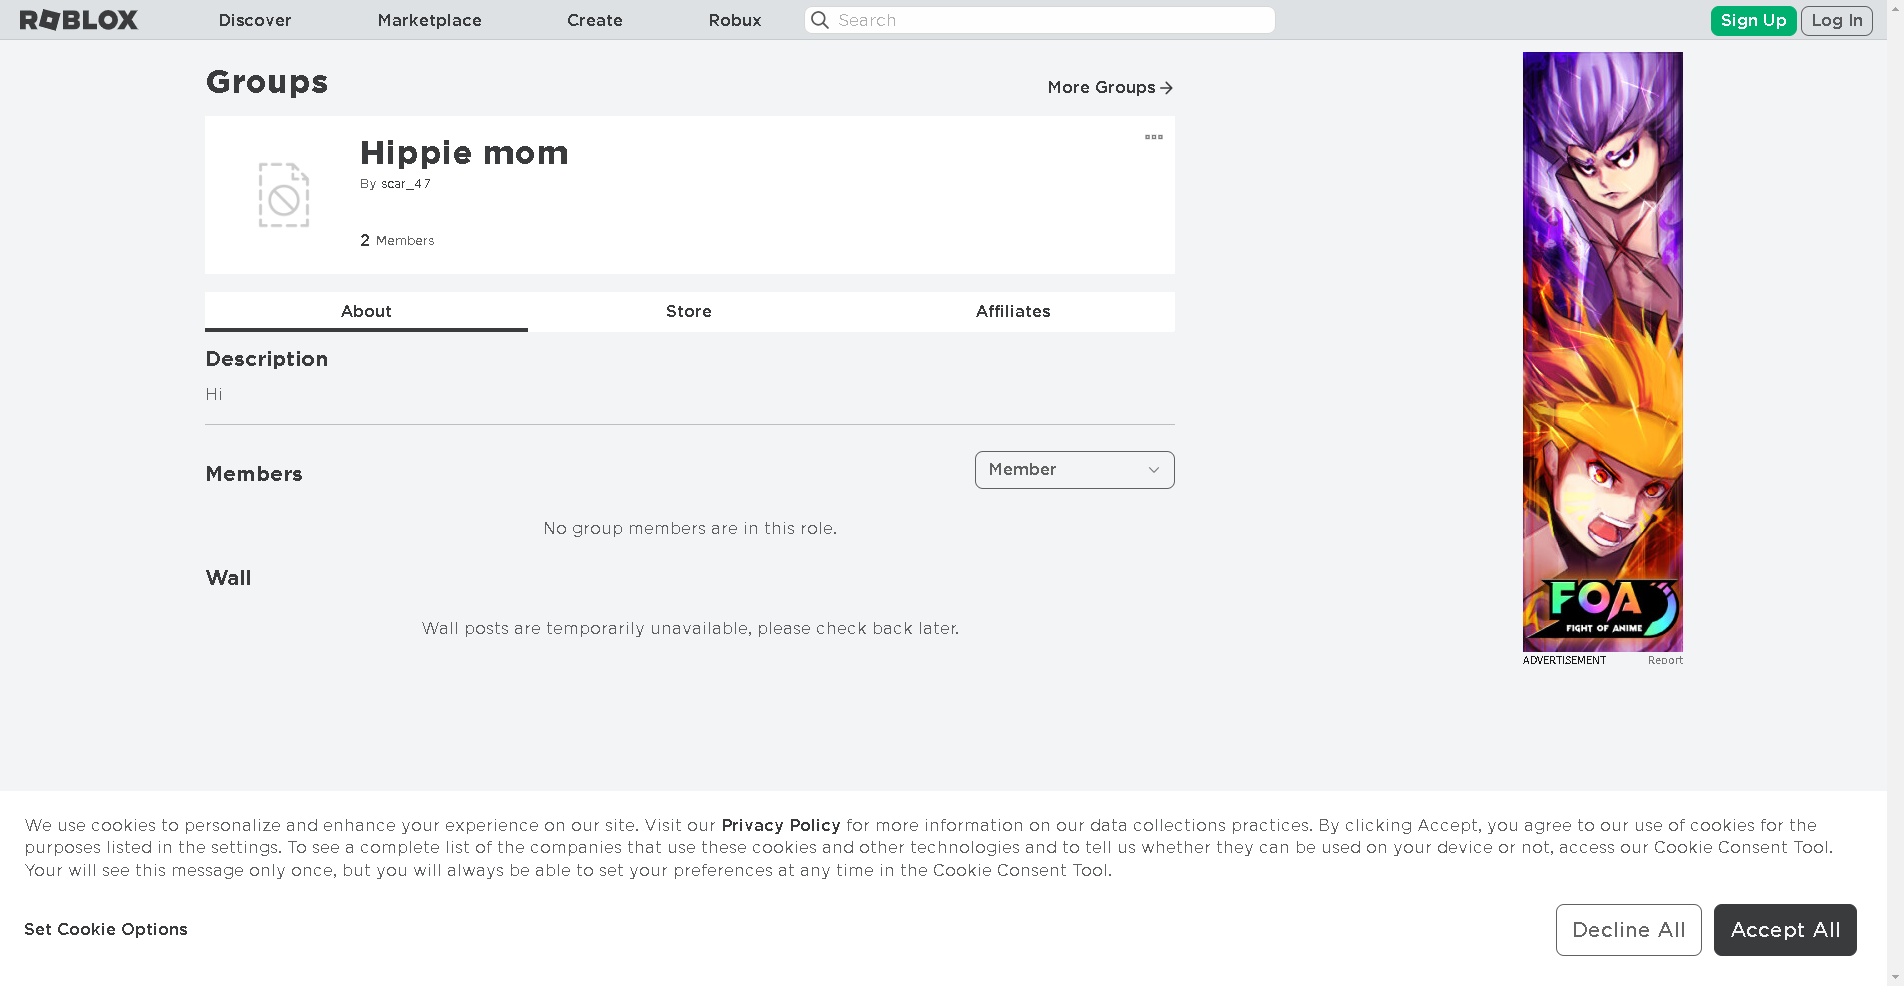 ROBLOX
Discover
Marketplace
Create
Robux
Search
Sign Up
Log In
Groups
More Groups
Hippie mom
By scar_47
2 Members
About
Store
Affiliates
Description
Hi
Members
Member
No group members are in this role.
Wall
Wall posts are temporarily unavailable, please check back later.
FOA
FIGHT OF ANIME
ADVERTISEMENT
Report
We use cookies to personalize and enhance your experience on our site. Visit our Privacy Policy for more information on our data collections practices. By clicking Accept, you agree to our use of cookies for the
purposes listed in the settings. To see a complete list of the companies that use these cookies and other technologies and to tell us whether they can be used on your device or not, access our Cookie Consent Tool.
Your will see this message only once, but you will always be able to set your preferences at any time in the Cookie Consent Tool.
Set Cookie Options
Decline All
Accept All